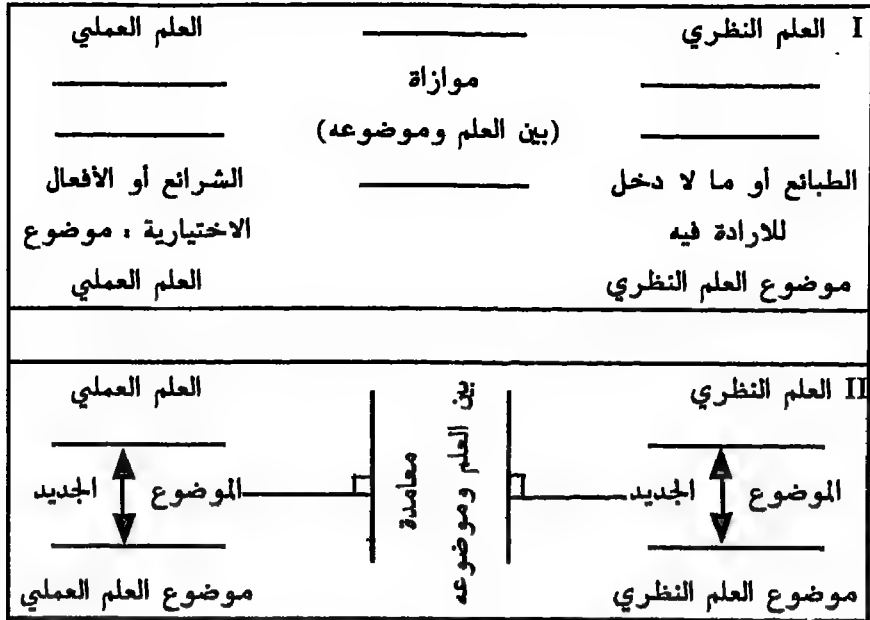 I العلم النظري
العلم العملي
موازاة
(بين العلم وموضوعه)
الطبائع أو ما لا دخل
للارادة فيه
موضوع العلم النظري
الشرائع أو الأفعال
الاختيارية ، موضوع
العلم العملي
II العلم النظري
العلم العملي
الموضوع الجديد
بين العلم وموضوعه
معامدة
الموضوع الجديد
موضوع العلم النظري
موضوع العلم العملي